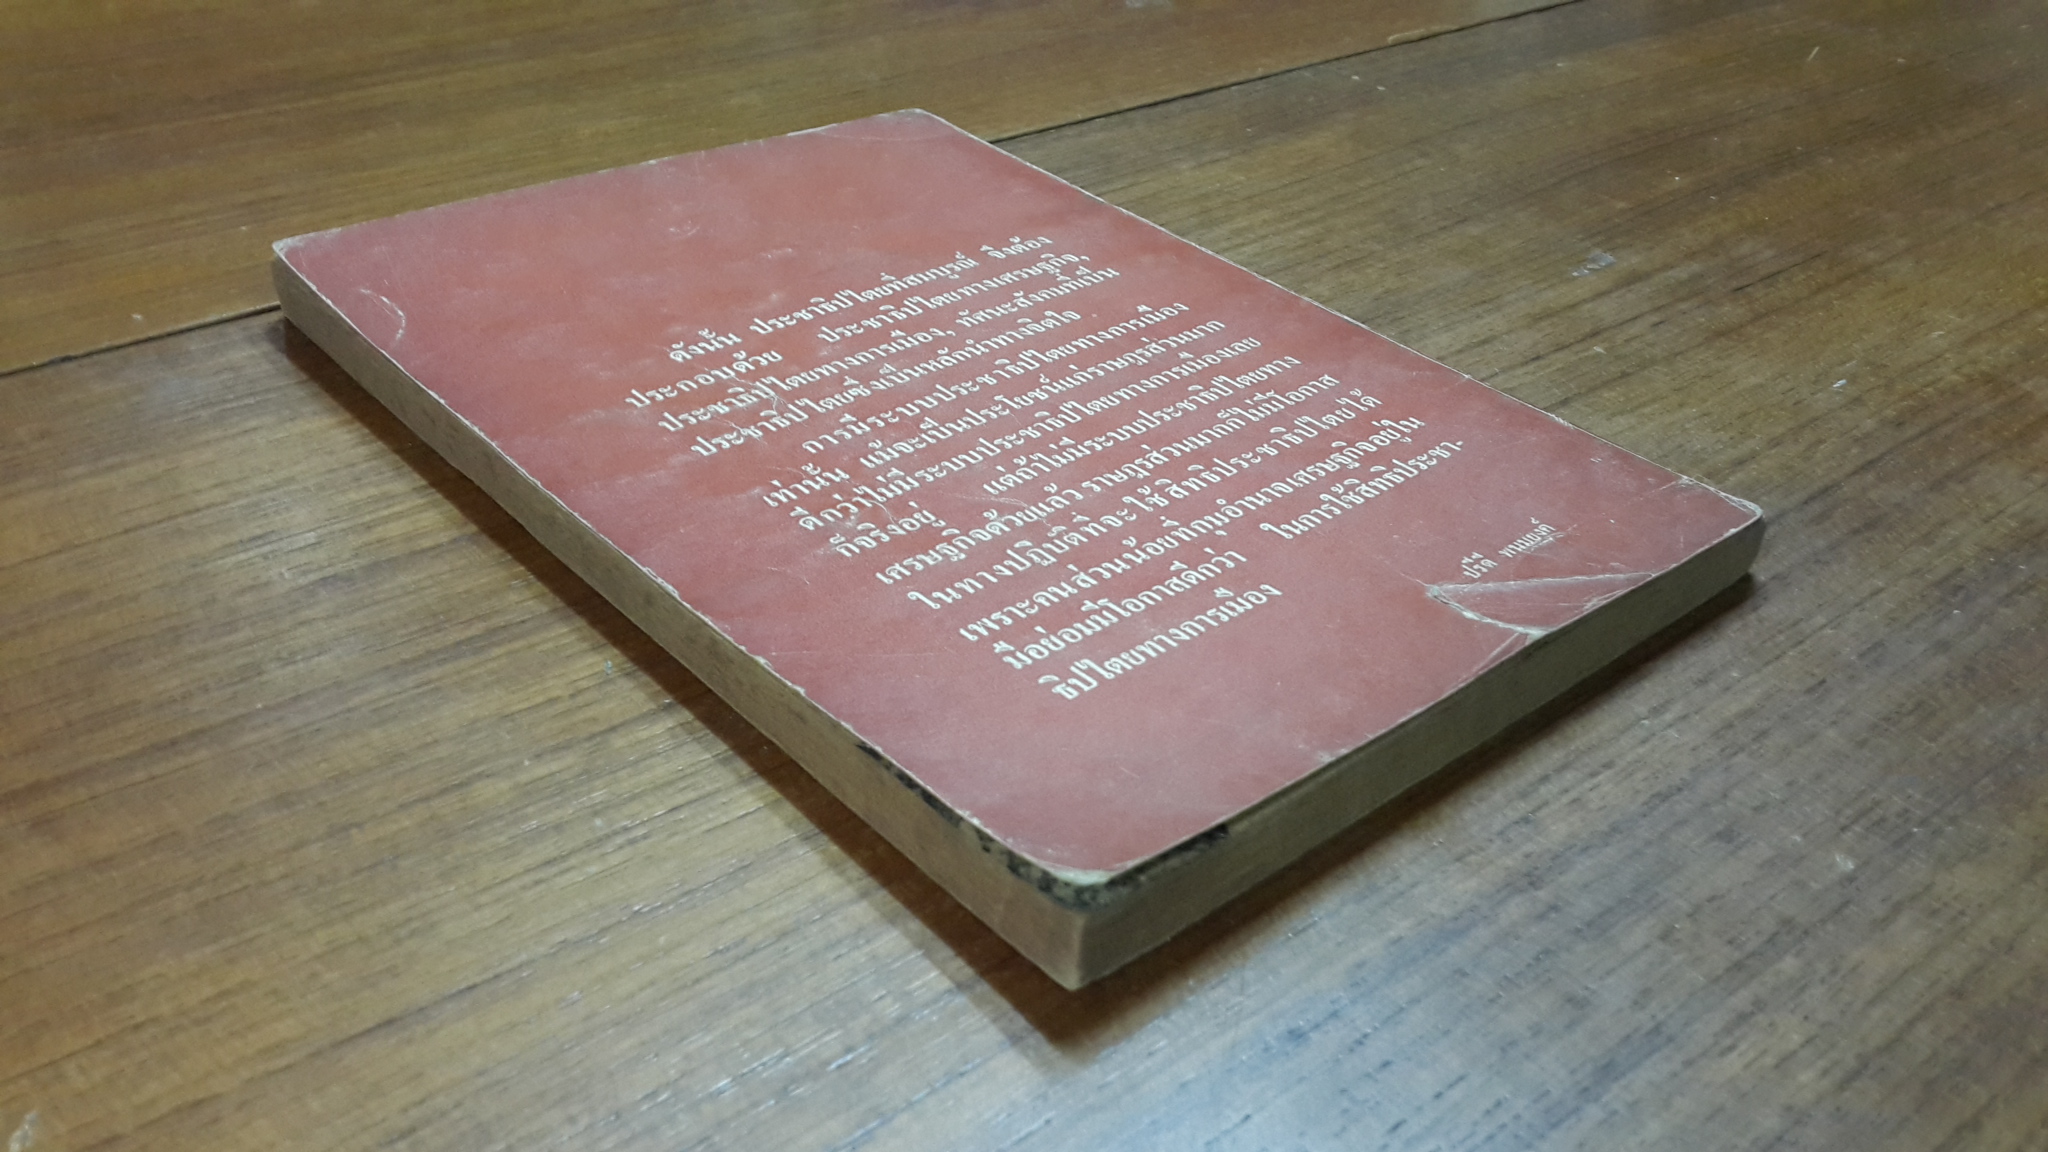 ดังนั้น ประชาธิปไตยที่สมบูรณ์ จึงต้อง
ประกอบด้วย ประชาธิปไตยทางเศรษฐกิจ,
ประชาธิปไตยทางการเมือง, ทัศนะสังคมที่เป็น
ประชาธิปไตยซึ่งเป็นหลักนำทางจิตใจ
การมีระบบประชาธิปไตยทางการเมือง
เท่านั้น แม้จะเป็นประโยชน์แก่ราษฎรส่วนมาก
ดีกว่าไม่มีระบบประชาธิปไตยทางการเมืองเลย
ก็จริงอยู่ แต่ถ้าไม่มีระบบประชาธิปไตยทาง
เศรษฐกิจด้วยแล้ว ราษฎรส่วนมากก็ไม่มีโอกาส
ในทางปฏิบัติที่จะใช้สิทธิประชาธิปไตยได้
เพราะคนส่วนน้อยที่กุมอำนาจเศรษฐกิจอยู่ใน
มือย่อมมีโอกาสดีกว่า ในการใช้สิทธิประชา-
ธิปไตยทางการเมือง
ปรีดี พนมยงค์